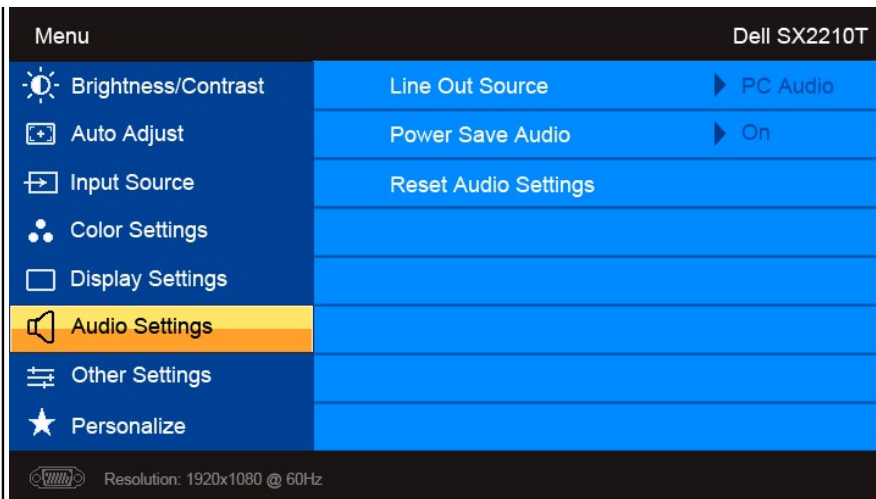 Menu Dell SX2210T
Brightness/Contrast Line Out Source PC Audio
Auto Adjust Power Save Audio On
Input Source Reset Audio Settings
Color Settings
Display Settings
Audio Settings
Other Settings
Personalize
Resolution: 1920x1080 @ 60Hz